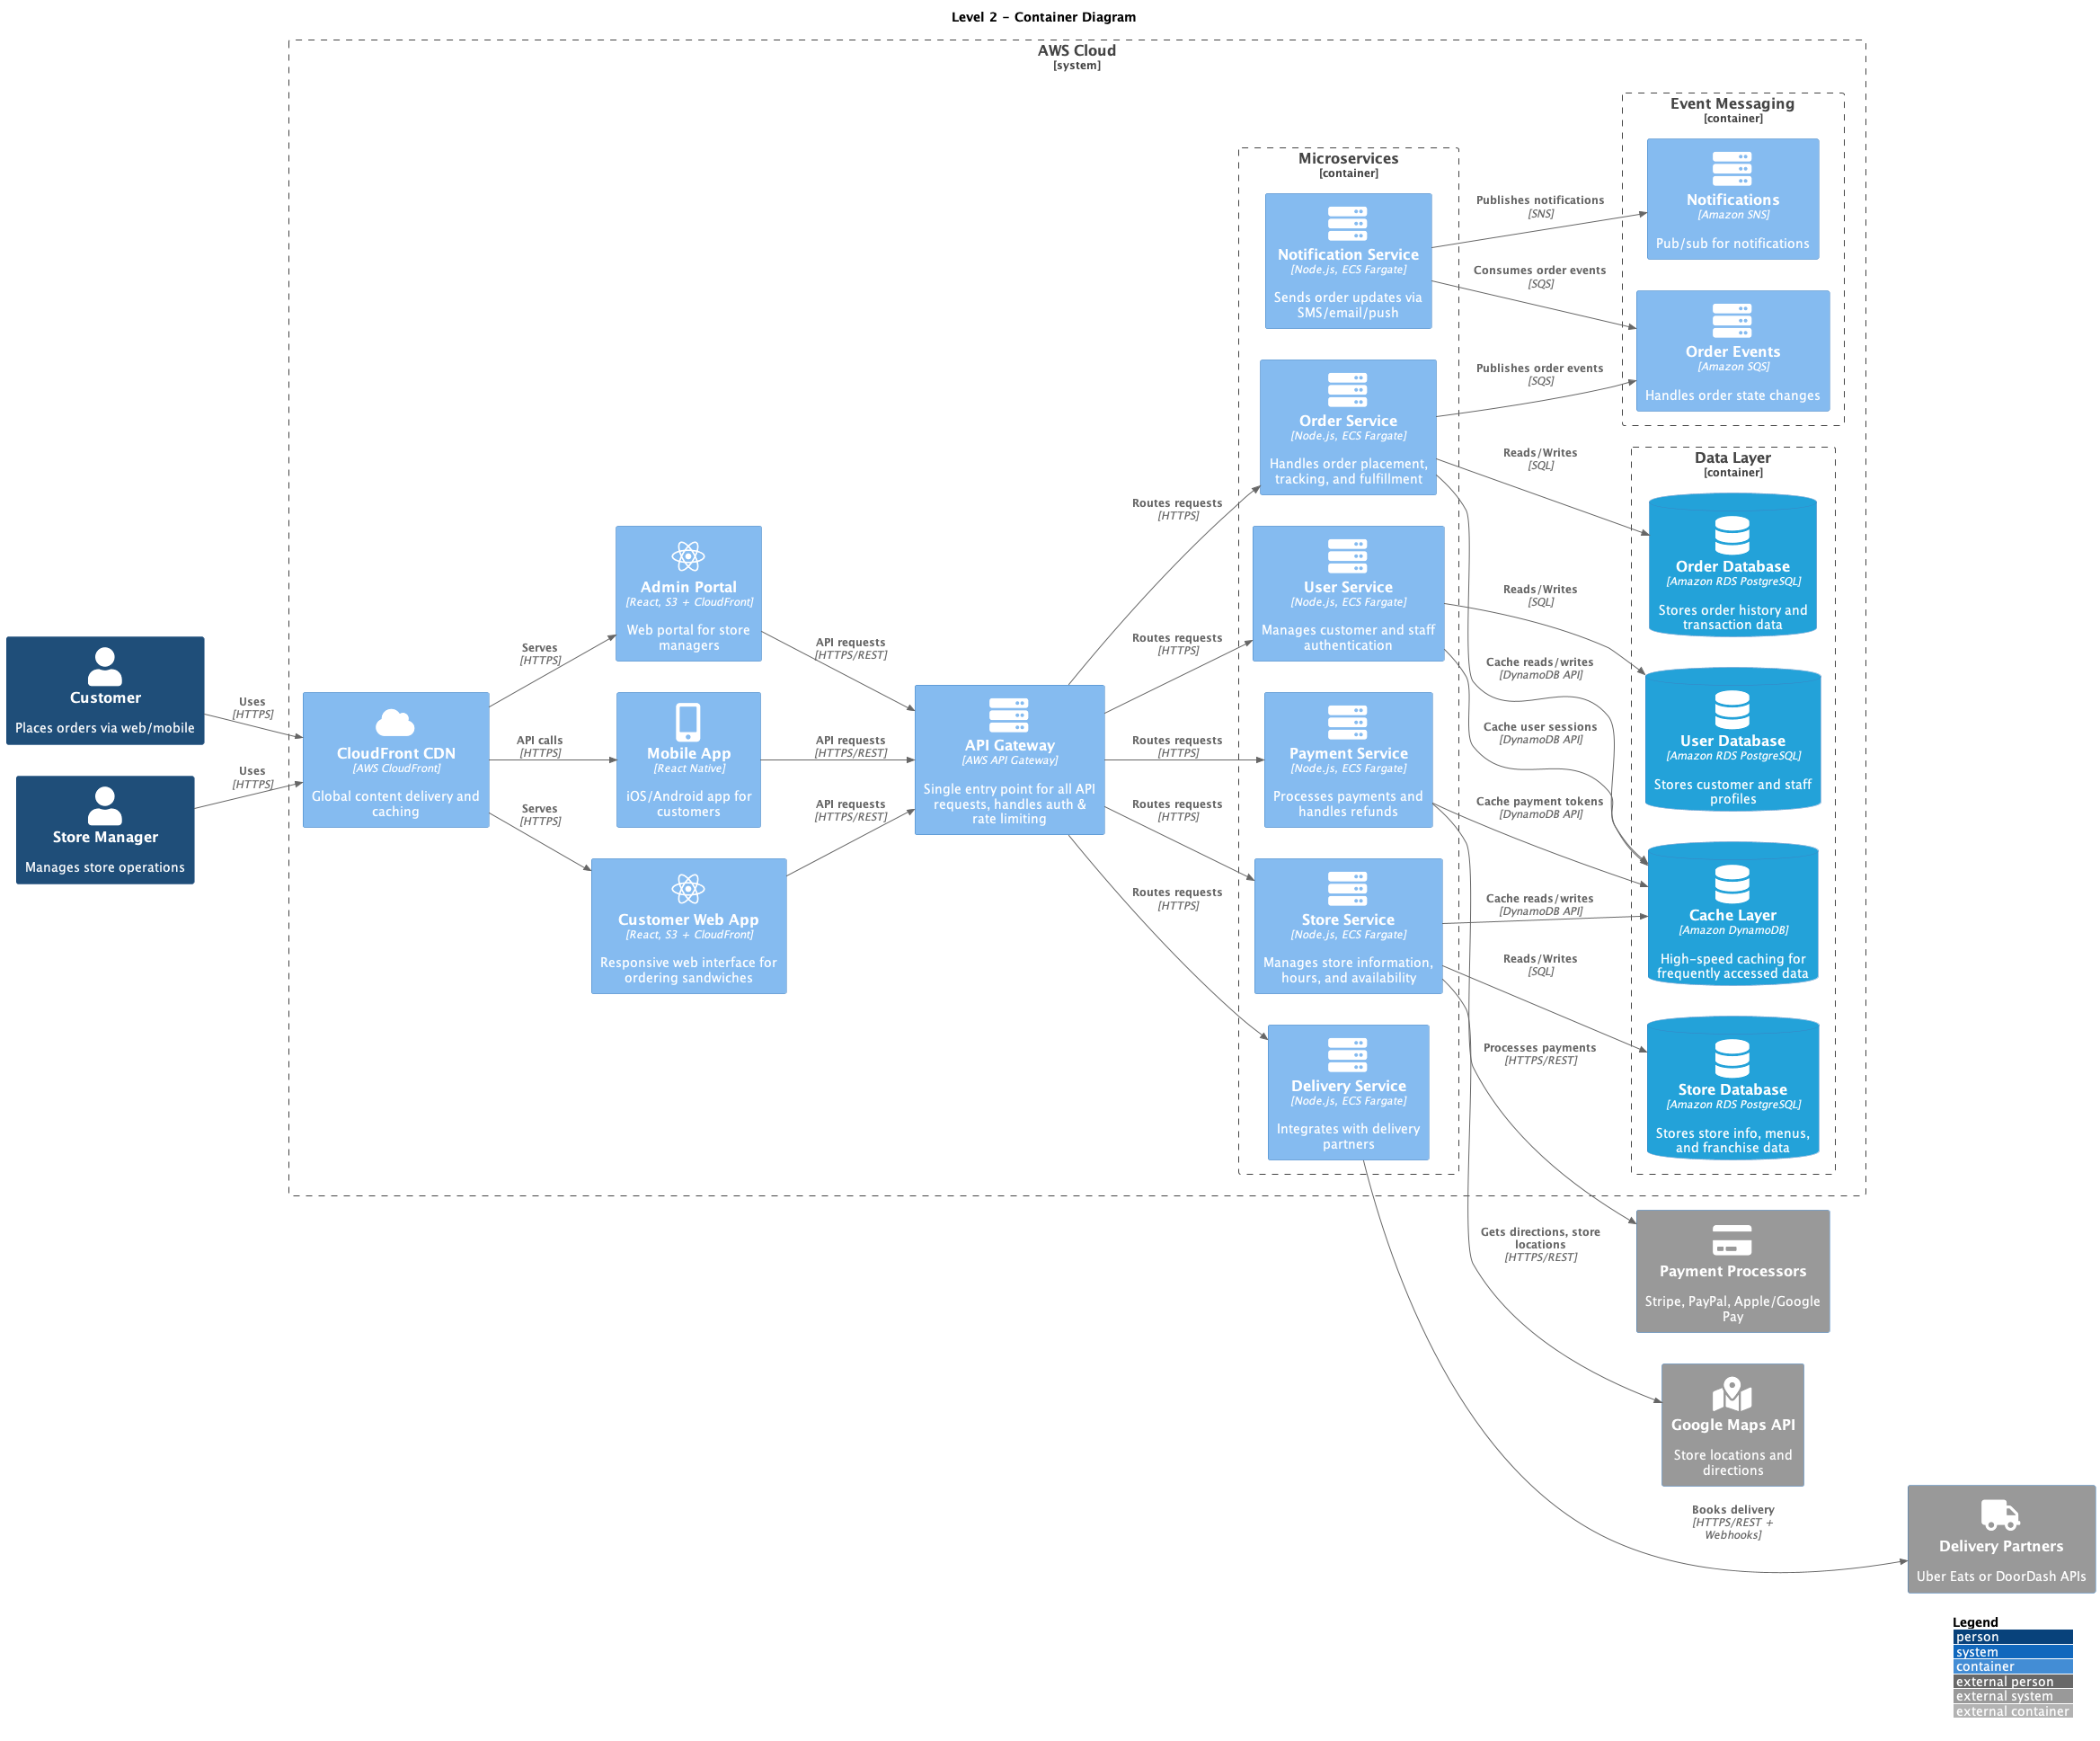 Level 2 - Container Diagram
AWS Cloud
[system]
Event Messaging
[container]
Notifications
[Amazon SNS]
Pub/sub for notifications
Order Events
[Amazon SQS]
Handles order state changes
Microservices
[container]
Notification Service
[Node.js, ECS Fargate]
Sends order updates via
SMS/email/push
Publishes notifications
[SNS]
Consumes order events
[SQS]
Order Service
[Node.js, ECS Fargate]
Handles order placement,
tracking, and fulfillment
Publishes order events
[SQS]
Reads/Writes
[SQL]
Data Layer
[container]
Order Database
[Amazon RDS PostgreSQL]
Stores order history and
transaction data
Routes requests
[HTTPS]
User Service
[Node.js, ECS Fargate]
Manages customer and staff
authentication
Reads/Writes
[SQL]
Cache reads/writes
[DynamoDB API]
User Database
[Amazon RDS PostgreSQL]
Stores customer and staff
profiles
Admin Portal
[React, S3 + CloudFront]
Web portal for store
managers
Customer
Places orders via web/mobile
Store Manager
Manages store operations
Uses
[HTTPS]
Uses
[HTTPS]
CloudFront CDN
[AWS CloudFront]
Global content delivery and
caching
Serves
[HTTPS]
API calls
[HTTPS]
Serves
[HTTPS]
Mobile App
[React Native]
iOS/Android app for
customers
Customer Web App
[React, S3 + CloudFront]
Responsive web interface for
ordering sandwiches
API requests
[HTTPS/REST]
API requests
[HTTPS/REST]
API requests
[HTTPS/REST]
API Gateway
[AWS API Gateway]
Single entry point for all API
requests, handles auth &
rate limiting
Routes requests
[HTTPS]
Routes requests
[HTTPS]
Routes requests
[HTTPS]
Routes requests
[HTTPS]
Payment Service
[Node.js, ECS Fargate]
Processes payments and
handles refunds
Cache user sessions
[DynamoDB API]
Cache payment tokens
[DynamoDB API]
Store Service
[Node.js, ECS Fargate]
Manages store information,
hours, and availability
Cache reads/writes
[DynamoDB API]
Reads/Writes
[SQL]
Cache Layer
[Amazon DynamoDB]
High-speed caching for
frequently accessed data
Delivery Service
[Node.js, ECS Fargate]
Integrates with delivery
partners
Processes payments
[HTTPS/REST]
Store Database
[Amazon RDS PostgreSQL]
Stores store info, menus,
and franchise data
Gets directions, store
locations
[HTTPS/REST]
Payment Processors
Stripe, PayPal, Apple/Google
Pay
Google Maps API
Store locations and
directions
Books delivery
[HTTPS/REST +
Webhooks]
Delivery Partners
Uber Eats or DoorDash APIs
Legend
person
system
container
external person
external system
external container